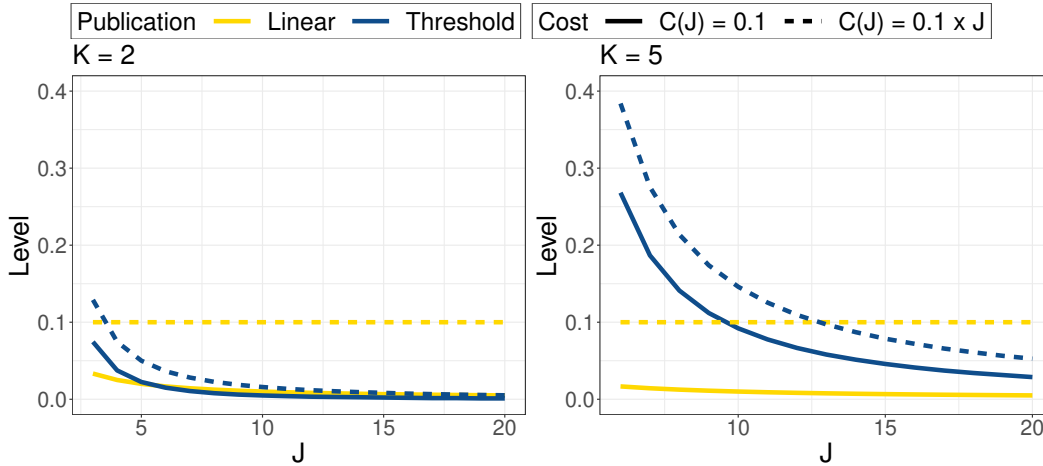 Publication Linear Threshold Cost C(J) = 0.1 C(J) = 0.1 x J
K = 2
K = 5
0.4
0.3
0.2
0.1
0.0
Level
5 10 15 20
J
0.4
0.3
0.2
0.1
0.0
Level
10 15 20
J